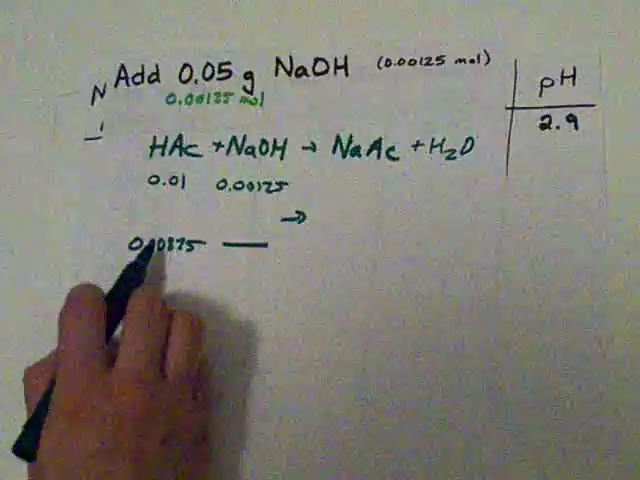 Add 0.05 g NaOH (0.00125 mol)
0.00125 mol
N
pH
2.9
HAc + NaOH → NaAc + H2O
0.01 0.00125
→
0.00875 —